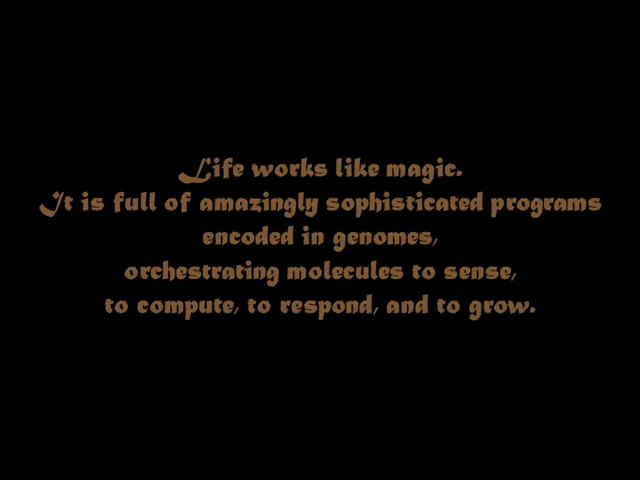 Life works like magic.
It is full of amazingly sophisticated programs
encoded in genomes,
orchestrating molecules to sense,
to compute, to respond, and to grow.